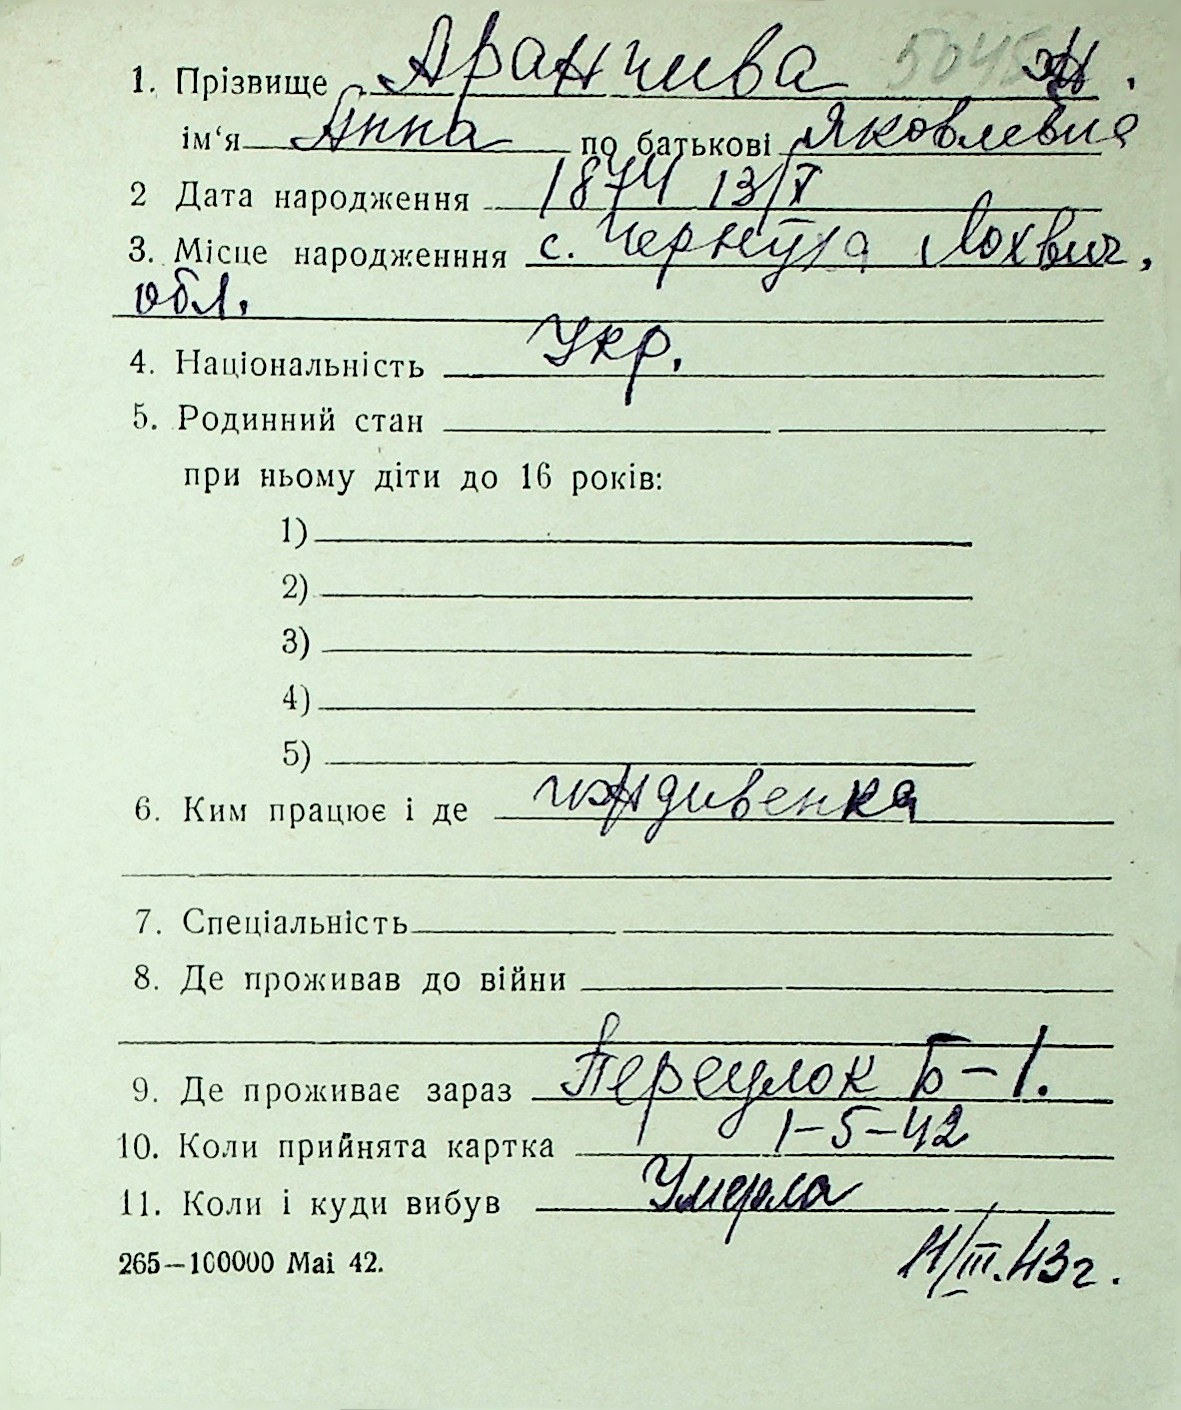 1. Прізвище Аранчива 5045 Ж.
ім‘я Анна по батькові Яковлевна
2 Дата народження 1874 13/V
3. Місце народженння с. Чернуха Лохвич.
обл.
4. Національність Укр.
5. Родинний стан
при ньому діти до 16 років:
1)
2)
3)
4)
5)
6. Ким працює і де иждивенка
7. Спеціальність
8. Де проживав до війни
9. Де проживає зараз Переулок Б–1.
10. Коли прийнята картка 1–5–42
11. Коли і куди вибув Умерла
265—100000 Mai 42.
11/III.43г.